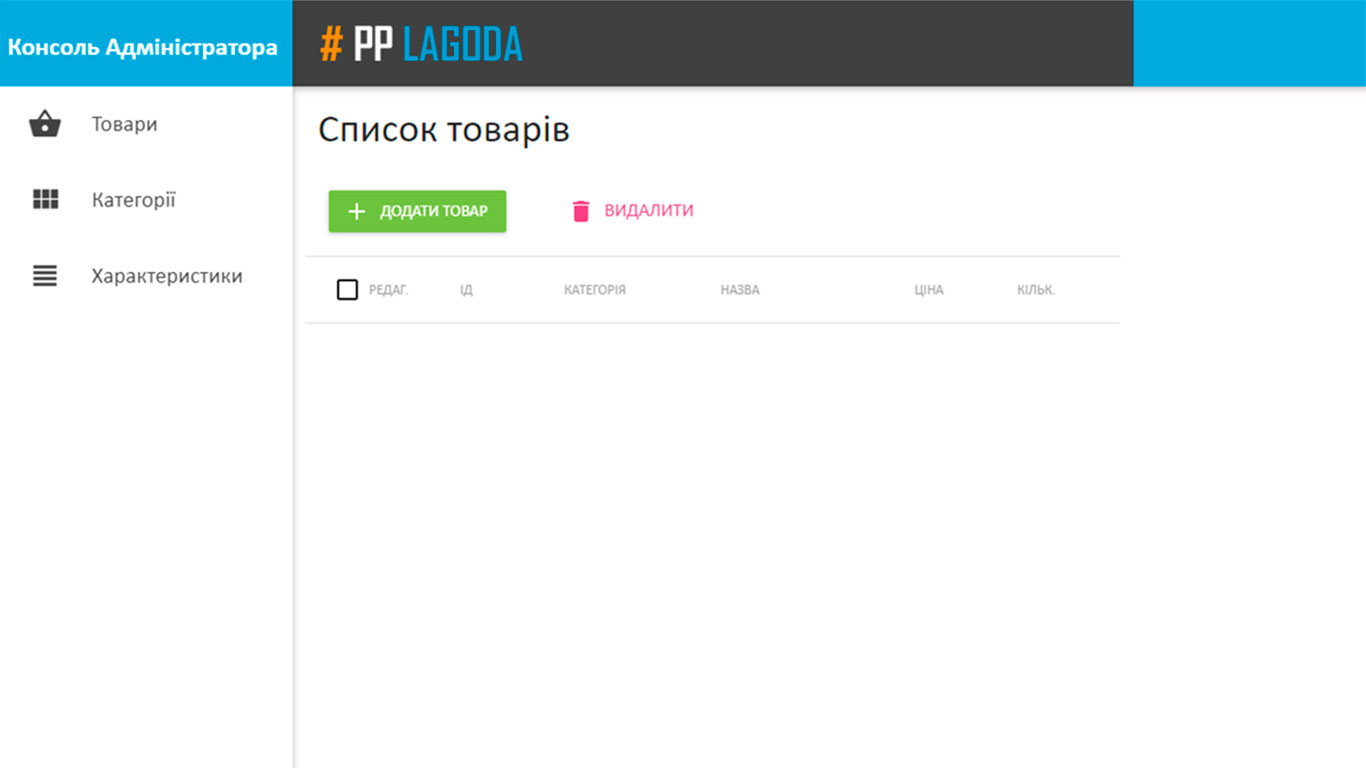 Консоль Адміністратора
# PP LAGODA
Товари
Категорії
Характеристики
Список товарів
ДОДАТИ ТОВАР
ВИДАЛИТИ
РЕДАГ. ІД КАТЕГОРІЯ НАЗВА ЦІНА КІЛЬК.